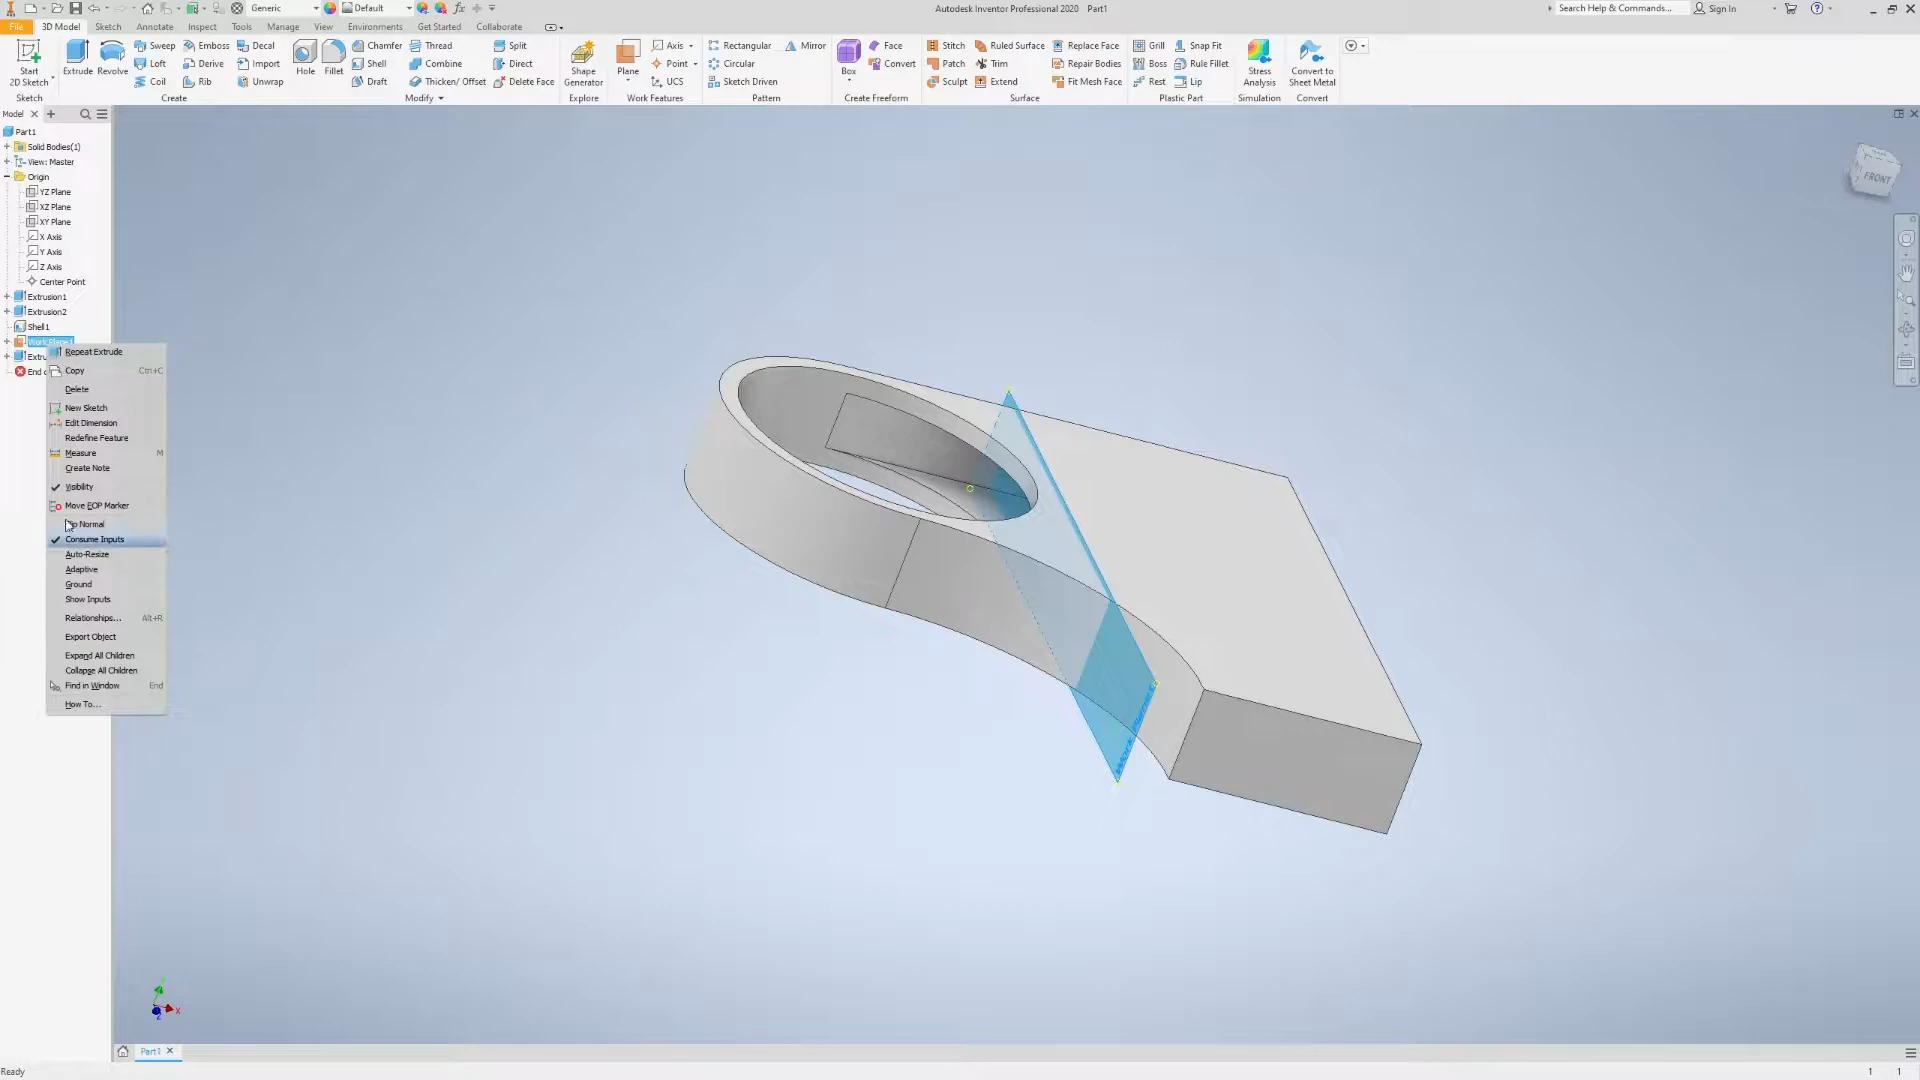 Generic
Default
fx
Autodesk Inventor Professional 2020 Part1
Search Help & Commands...
Sign In
File
3D Model
Sketch
Annotate
Inspect
Tools
Manage
View
Environments
Get Started
Collaborate
Start
2D Sketch
Sketch
Extrude
Revolve
Sweep
Emboss
Decal
Loft
Derive
Import
Coil
Rib
Unwrap
Create
Hole
Fillet
Chamfer
Thread
Split
Shell
Combine
Direct
Draft
Thicken/ Offset
Delete Face
Modify
Shape
Generator
Explore
Plane
Axis
Point
UCS
Work Features
Rectangular
Mirror
Circular
Sketch Driven
Pattern
Box
Face
Convert
Create Freeform
Stitch
Ruled Surface
Replace Face
Patch
Trim
Repair Bodies
Sculpt
Extend
Fit Mesh Face
Surface
Grill
Snap Fit
Boss
Rule Fillet
Rest
Lip
Plastic Part
Stress
Analysis
Simulation
Convert to
Sheet Metal
Convert
Model
Part1
Solid Bodies(1)
View: Master
Origin
YZ Plane
XZ Plane
XY Plane
X Axis
Y Axis
Z Axis
Center Point
Extrusion1
Extrusion2
Shell1
Extru
End o
Repeat Extrude
Copy Ctrl+C
Delete
New Sketch
Edit Dimension
Redefine Feature
Measure M
Create Note
Visibility
Move EOP Marker
p Normal
Consume Inputs
Auto-Resize
Adaptive
Ground
Show Inputs
Relationships... Alt+R
Export Object
Expand All Children
Collapse All Children
Find in Window End
How To...
FRONT
X
Z
Part1
Ready
1 1